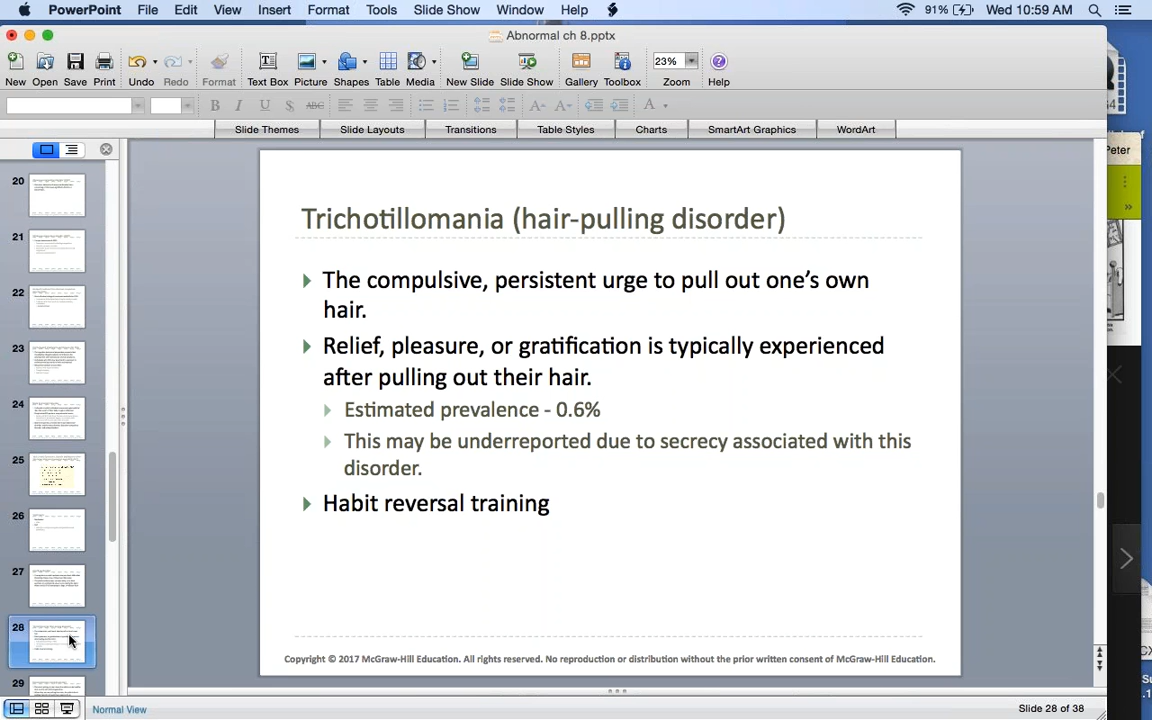 PowerPoint File Edit View Insert Format Tools Slide Show Window Help 91% Wed 10:59 AM
Abnormal ch 8.pptx
New Open Save Print Undo Redo Format Text Box Picture Shapes Table Media New Slide Slide Show Gallery Toolbox 23% Zoom Help
B I U S ABC A A A
Slide Themes Slide Layouts Transitions Table Styles Charts SmartArt Graphics WordArt
Peter
20
21
22
23
24
25
26
27
28
29
Trichotillomania (hair-pulling disorder)
The compulsive, persistent urge to pull out one's own
hair.
Relief, pleasure, or gratification is typically experienced
after pulling out their hair.
Estimated prevalence - 0.6%
This may be underreported due to secrecy associated with this
disorder.
Habit reversal training
Copyright © 2017 McGraw-Hill Education. All rights reserved. No reproduction or distribution without the prior written consent of McGraw-Hill Education.
Normal View
Slide 28 of 38